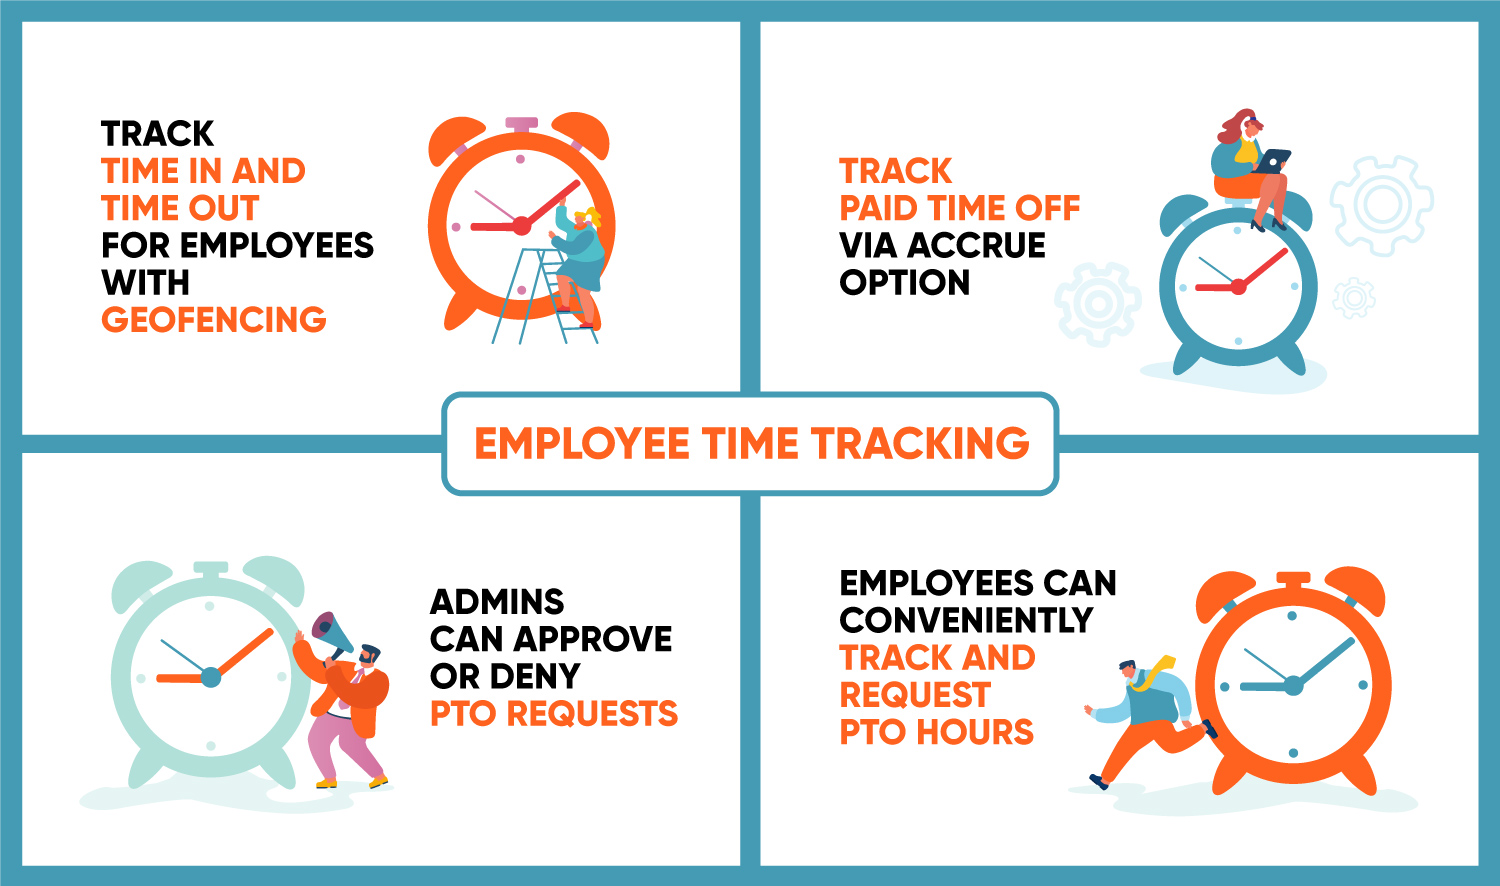 TRACK
TIME IN AND
TIME OUT
FOR EMPLOYEES
WITH
GEOFENCING
TRACK
PAID TIME OFF
VIA ACCRUE
OPTION
EMPLOYEE TIME TRACKING
ADMINS
CAN APPROVE
OR DENY
PTO REQUESTS
EMPLOYEES CAN
CONVENIENTLY
TRACK AND
REQUEST
PTO HOURS